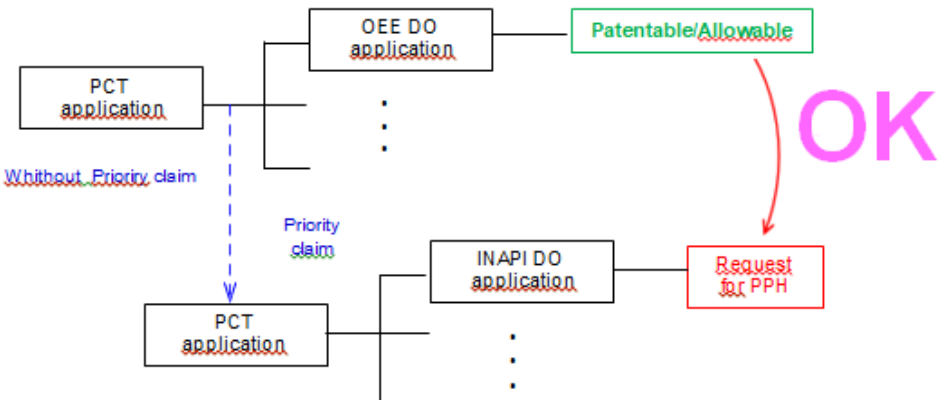 OEE DO
application
Patentable/Allowable
PCT
application
OK
Whithout Prioriry claim
Priority
claim
INAPI DO
application
Request
for PPH
PCT
application